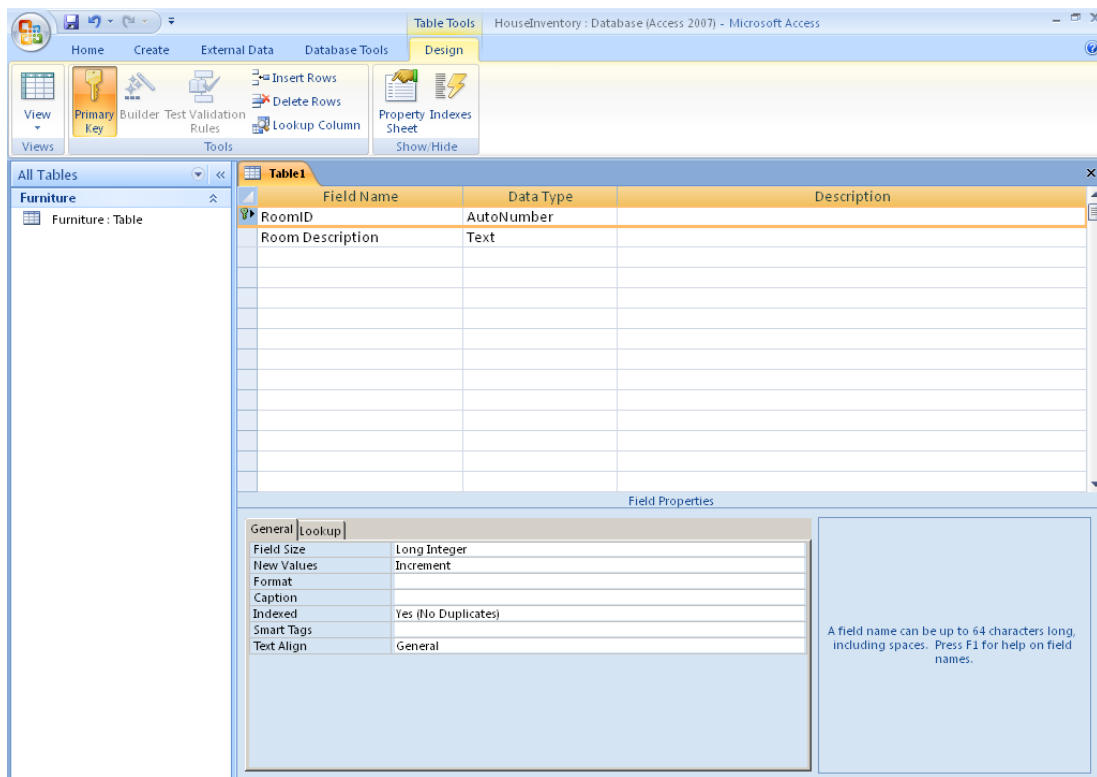 Table Tools HouseInventory : Database (Access 2007) - Microsoft Access
Home Create External Data Database Tools Design
View
Views
Primary Key
Builder
Test Validation Rules
Insert Rows
Delete Rows
Lookup Column
Tools
Property Sheet
Indexes
Show/Hide
All Tables
Furniture
Furniture : Table
Table1
Field Name Data Type Description
RoomID AutoNumber
Room Description Text
Field Properties
General Lookup
Field Size Long Integer
New Values Increment
Format
Caption
Indexed Yes (No Duplicates)
Smart Tags
Text Align General
A field name can be up to 64 characters long,
including spaces. Press F1 for help on field
names.